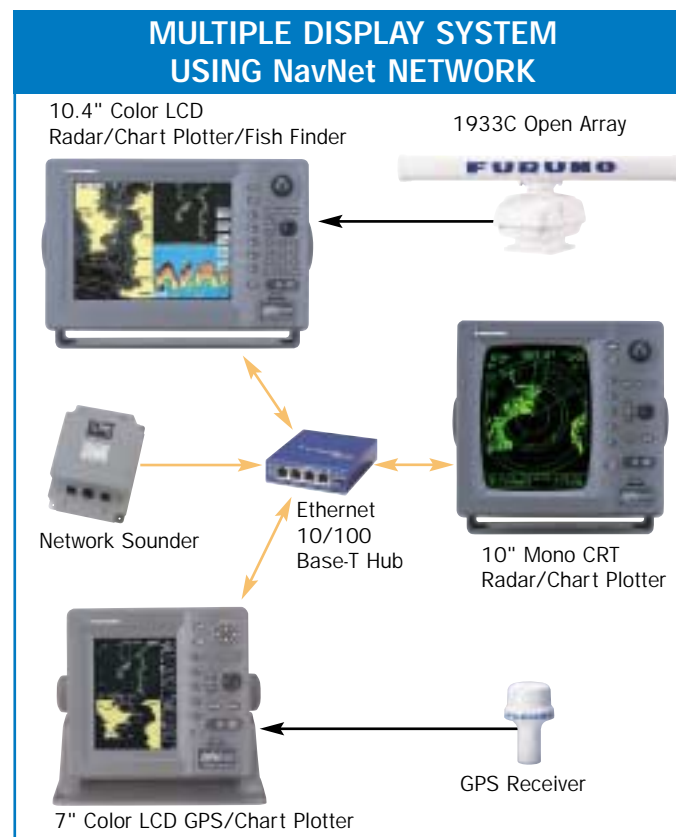 MULTIPLE DISPLAY SYSTEM
USING NavNet NETWORK
10.4" Color LCD
Radar/Chart Plotter/Fish Finder
1933C Open Array
FURUNO
Network Sounder
Ethernet
10/100
Base-T Hub
10" Mono CRT
Radar/Chart Plotter
GPS Receiver
7" Color LCD GPS/Chart Plotter